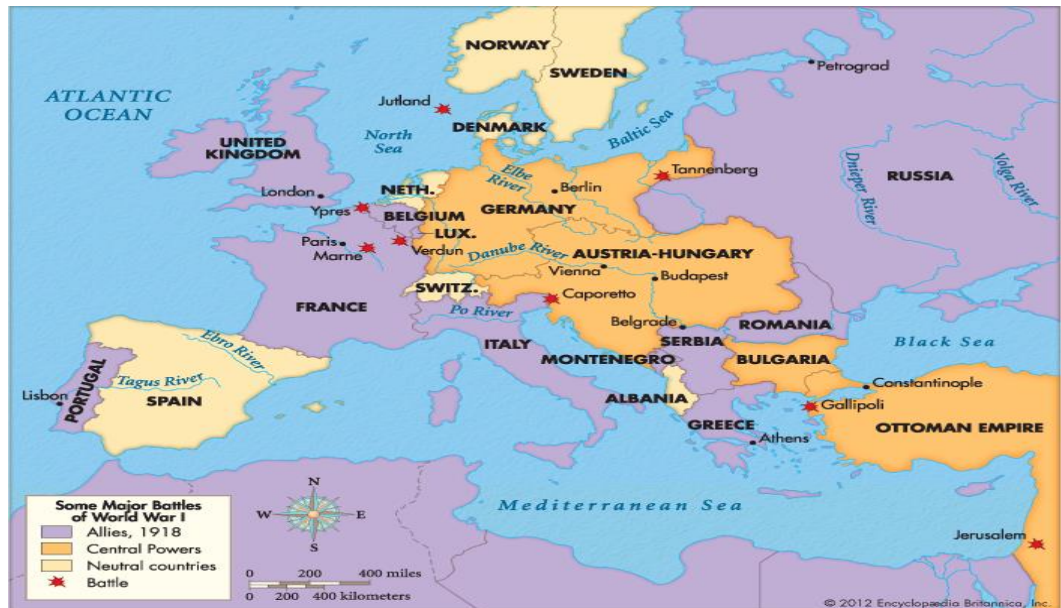 NORWAY
SWEDEN
Petrograd
ATLANTIC
OCEAN
Jutland
North
Sea
DENMARK
Baltic Sea
UNITED
KINGDOM
Elbe
River
Tannenberg
Dnieper River
Volga River
RUSSIA
London
NETH.
Berlin
Ypres
BELGIUM
GERMANY
LUX.
Paris
Marne
Verdun
Danube River
AUSTRIA-HUNGARY
Vienna
Budapest
SWITZ.
Caporetto
FRANCE
Po River
Belgrade
ROMANIA
ITALY
SERBIA
Black Sea
MONTENEGRO
BULGARIA
Ebro River
Tagus River
Lisbon
PORTUGAL
SPAIN
Constantinople
ALBANIA
Gallipoli
GREECE
OTTOMAN EMPIRE
Athens
Mediterranean Sea
Jerusalem
N
W
E
S
Some Major Battles
of World War I
Allies, 1918
Central Powers
Neutral countries
Battle
0 200 400 miles
0 200 400 kilometers
© 2012 Encyclopædia Britannica, Inc.